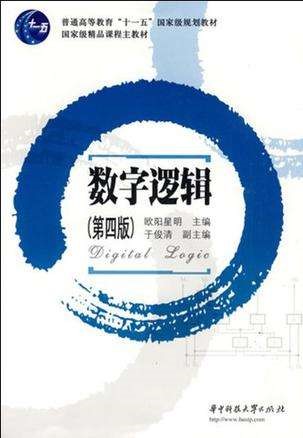 十一五
普通高等教育“十一五”国家级规划教材
国家级精品课程主教材
数字逻辑
(第四版)
欧阳星明 主编
于俊清 副主编
Digital Logic
华中科技大学出版社
http://www.hustp.com